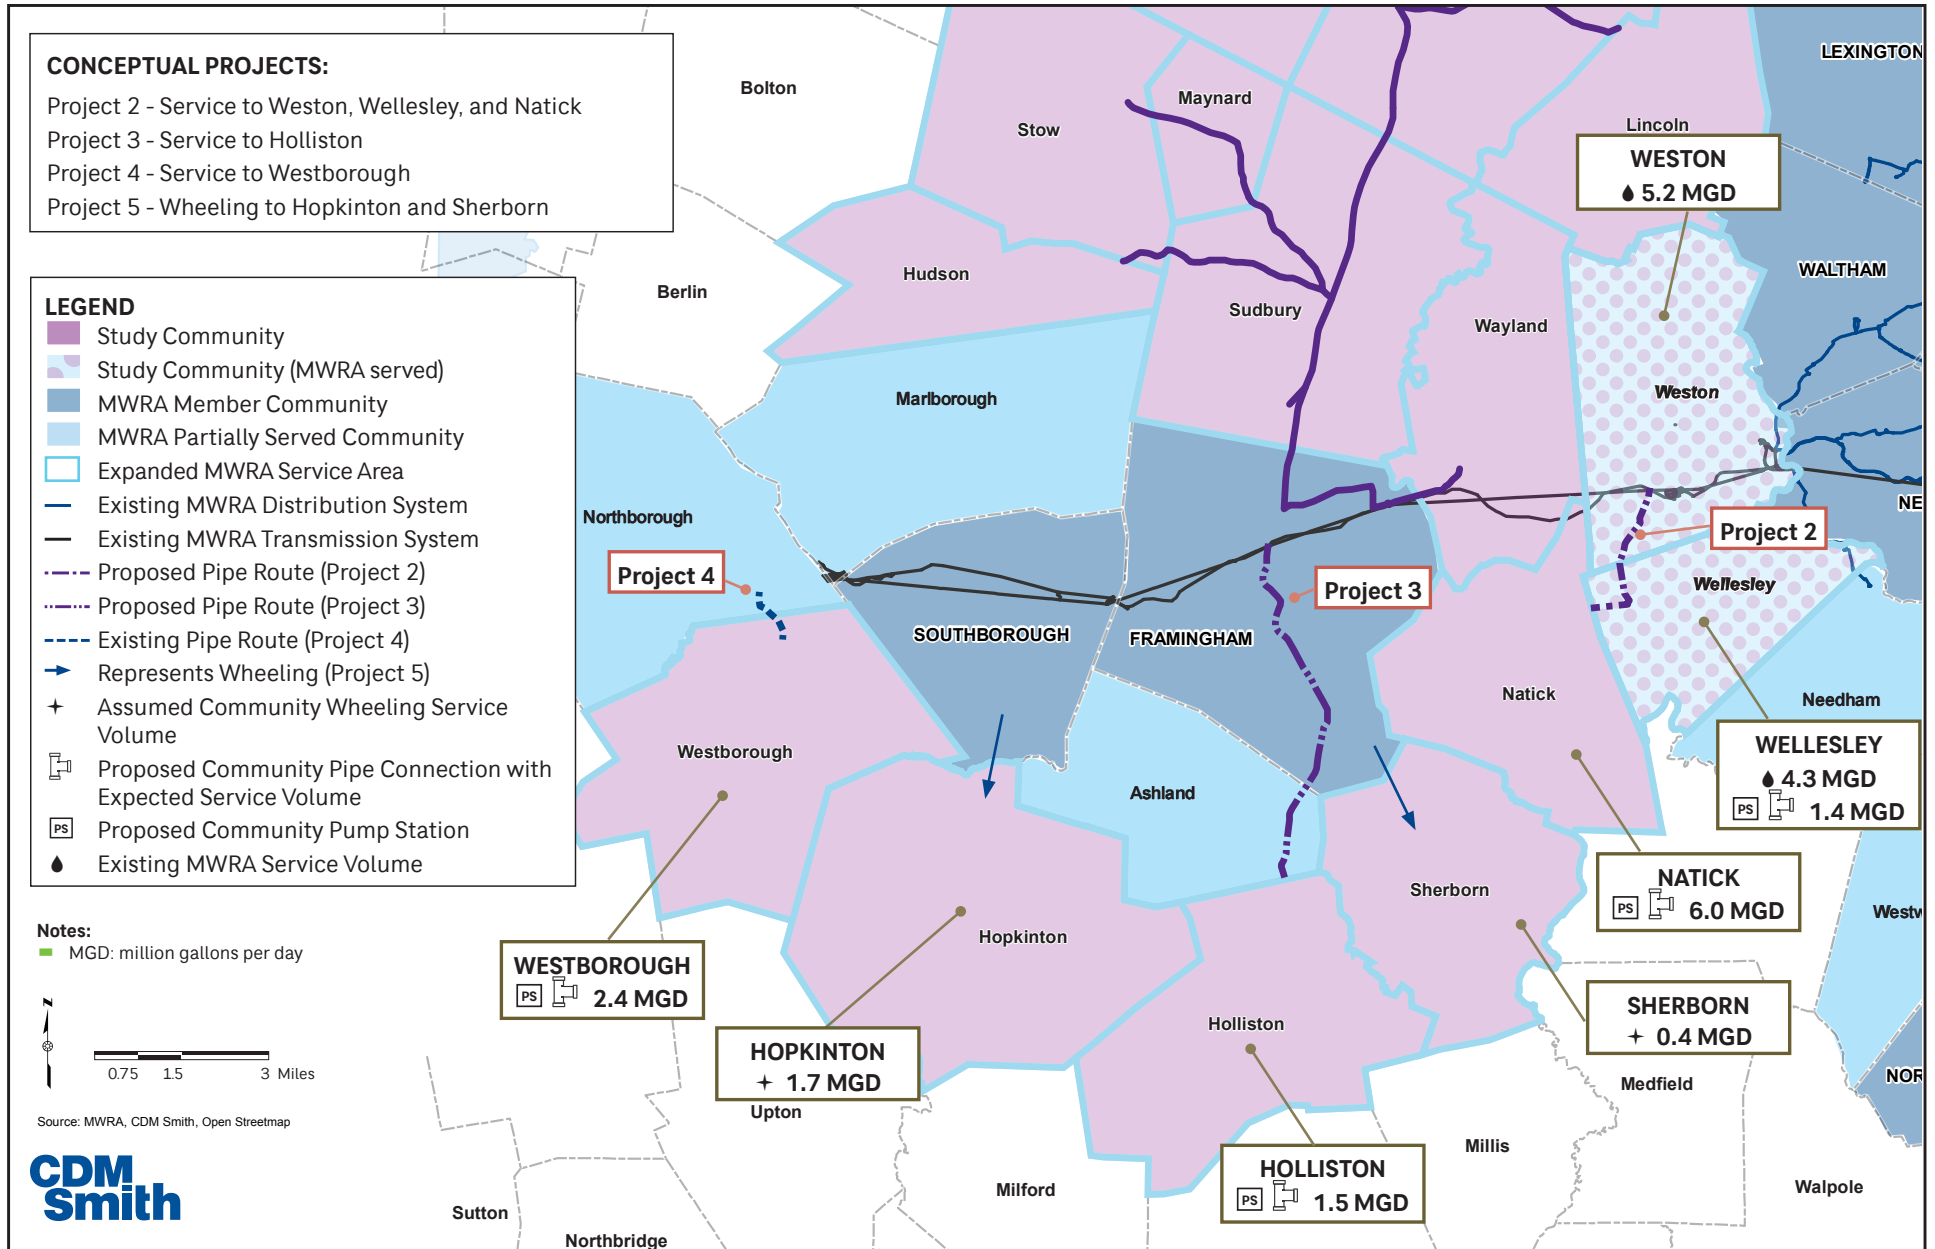 CONCEPTUAL PROJECTS:
Project 2 - Service to Weston, Wellesley, and Natick
Project 3 - Service to Holliston
Project 4 - Service to Westborough
Project 5 - Wheeling to Hopkinton and Sherborn
LEGEND
Study Community
Study Community (MWRA served)
MWRA Member Community
MWRA Partially Served Community
Expanded MWRA Service Area
Existing MWRA Distribution System
Existing MWRA Transmission System
Proposed Pipe Route (Project 2)
Proposed Pipe Route (Project 3)
Existing Pipe Route (Project 4)
Represents Wheeling (Project 5)
Assumed Community Wheeling Service
Volume
Proposed Community Pipe Connection with
Expected Service Volume
PS
Proposed Community Pump Station
Existing MWRA Service Volume
Notes:
MGD: million gallons per day
N
0.75 1.5 3 Miles
Source: MWRA, CDM Smith, Open Streetmap
CDM
Smith
Bolton
Stow
Maynard
Lincoln
LEXINGTON
WESTON
5.2 MGD
Berlin
Hudson
Sudbury
Wayland
WALTHAM
Marlborough
Weston
Northborough
NE
Project 4
Project 3
Project 2
Wellesley
SOUTHBOROUGH
FRAMINGHAM
Natick
Needham
Westborough
Ashland
WELLESLEY
4.3 MGD
PS 1.4 MGD
Sherborn
NATICK
PS 6.0 MGD
Westw
Hopkinton
WESTBOROUGH
PS 2.4 MGD
Holliston
SHERBORN
0.4 MGD
HOPKINTON
1.7 MGD
Upton
Medfield
NOR
Millis
HOLLISTON
PS 1.5 MGD
Milford
Walpole
Sutton
Northbridge